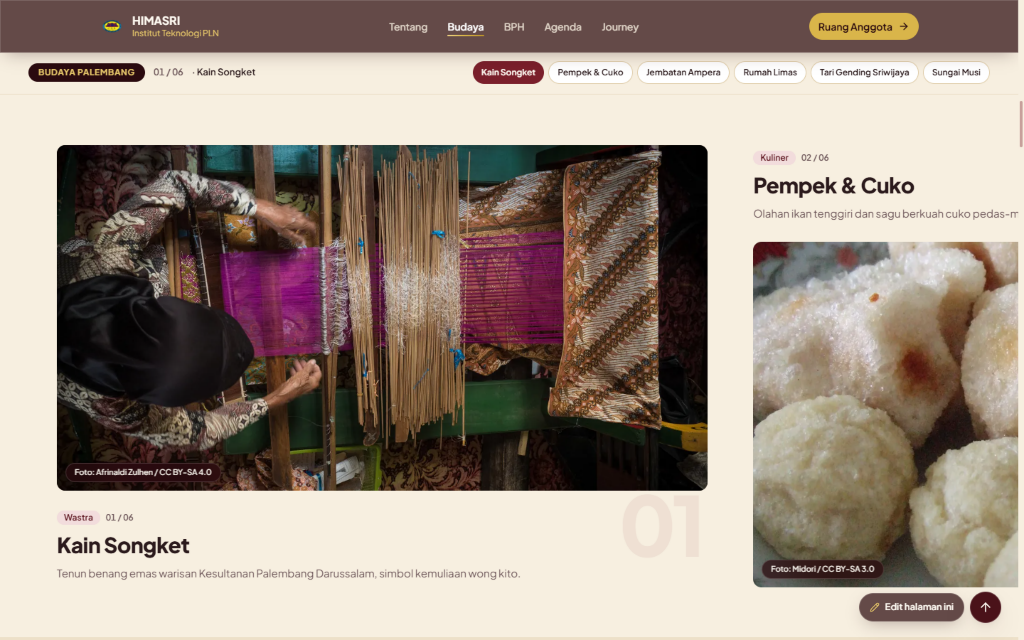 HIMASRI
Institut Teknologi PLN
Tentang
Budaya
BPH
Agenda
Journey
Ruang Anggota
BUDAYA PALEMBANG
01 / 06
· Kain Songket
Kain Songket
Pempek & Cuko
Jembatan Ampera
Rumah Limas
Tari Gending Sriwijaya
Sungai Musi
Foto: Afrinaldi Zulhen / CC BY-SA 4.0
Wastra
01 / 06
01
Kain Songket
Tenun benang emas warisan Kesultanan Palembang Darussalam, simbol kemuliaan wong kito.
Kuliner
02 / 06
Pempek & Cuko
Olahan ikan tenggiri dan sagu berkuah cuko pedas-m
Foto: Midori / CC BY-SA 3.0
Edit halaman ini